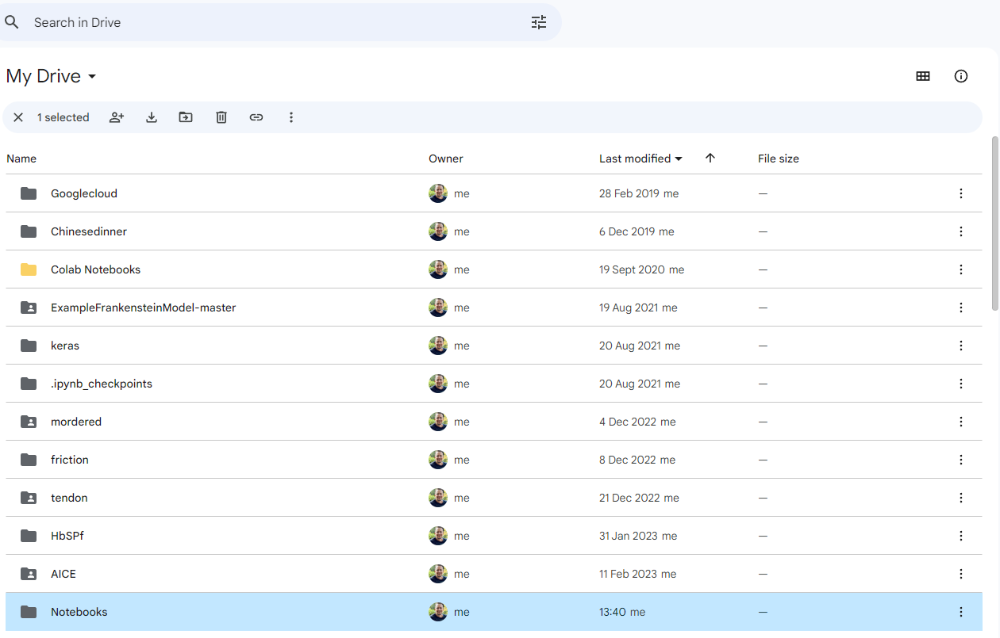 Search in Drive
My Drive
1 selected
Name Owner Last modified File size
Googlecloud me 28 Feb 2019 me —
Chinesedinner me 6 Dec 2019 me —
Colab Notebooks me 19 Sept 2020 me —
ExampleFrankensteinModel-master me 19 Aug 2021 me —
keras me 20 Aug 2021 me —
.ipynb_checkpoints me 20 Aug 2021 me —
mordered me 4 Dec 2022 me —
friction me 8 Dec 2022 me —
tendon me 21 Dec 2022 me —
HbSPf me 31 Jan 2023 me —
AICE me 11 Feb 2023 me —
Notebooks me 13:40 me —